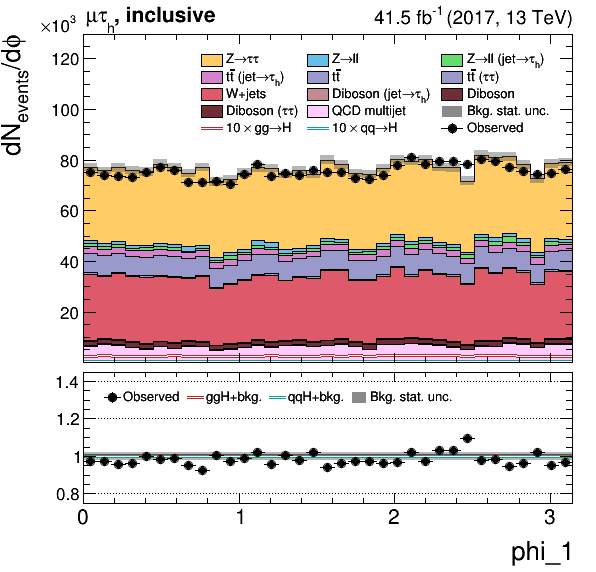 ×10³ μτₕ, inclusive 41.5 fb⁻¹ (2017, 13 TeV)
dN_events/dϕ
Z→ττ Z→ll Z→ll (jet→τₕ)
tt̄ (jet→τₕ) tt̄ tt̄ (ττ)
W+jets Diboson (jet→τₕ) Diboson
Diboson (ττ) QCD multijet Bkg. stat. unc.
10 × gg→H 10 × qq→H Observed
120
100
80
60
40
20
Observed ggH+bkg. qqH+bkg. Bkg. stat. unc.
1.4
1.2
1
0.8
0 1 2 3
phi_1